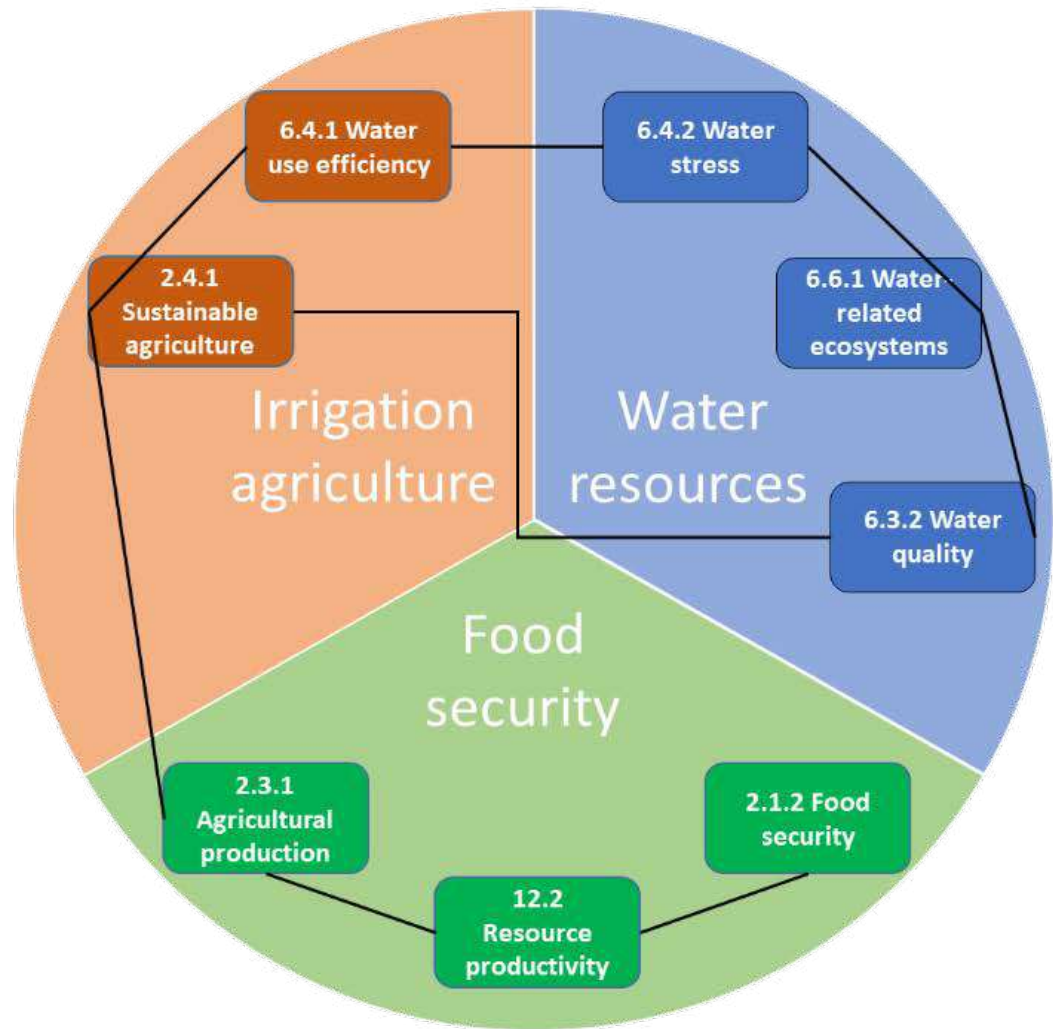 6.4.1 Water
use efficiency
6.4.2 Water
stress
2.4.1
Sustainable
agriculture
6.6.1 Water-
related
ecosystems
Irrigation
agriculture
Water
resources
6.3.2 Water
quality
Food
security
2.3.1
Agricultural
production
2.1.2 Food
security
12.2
Resource
productivity